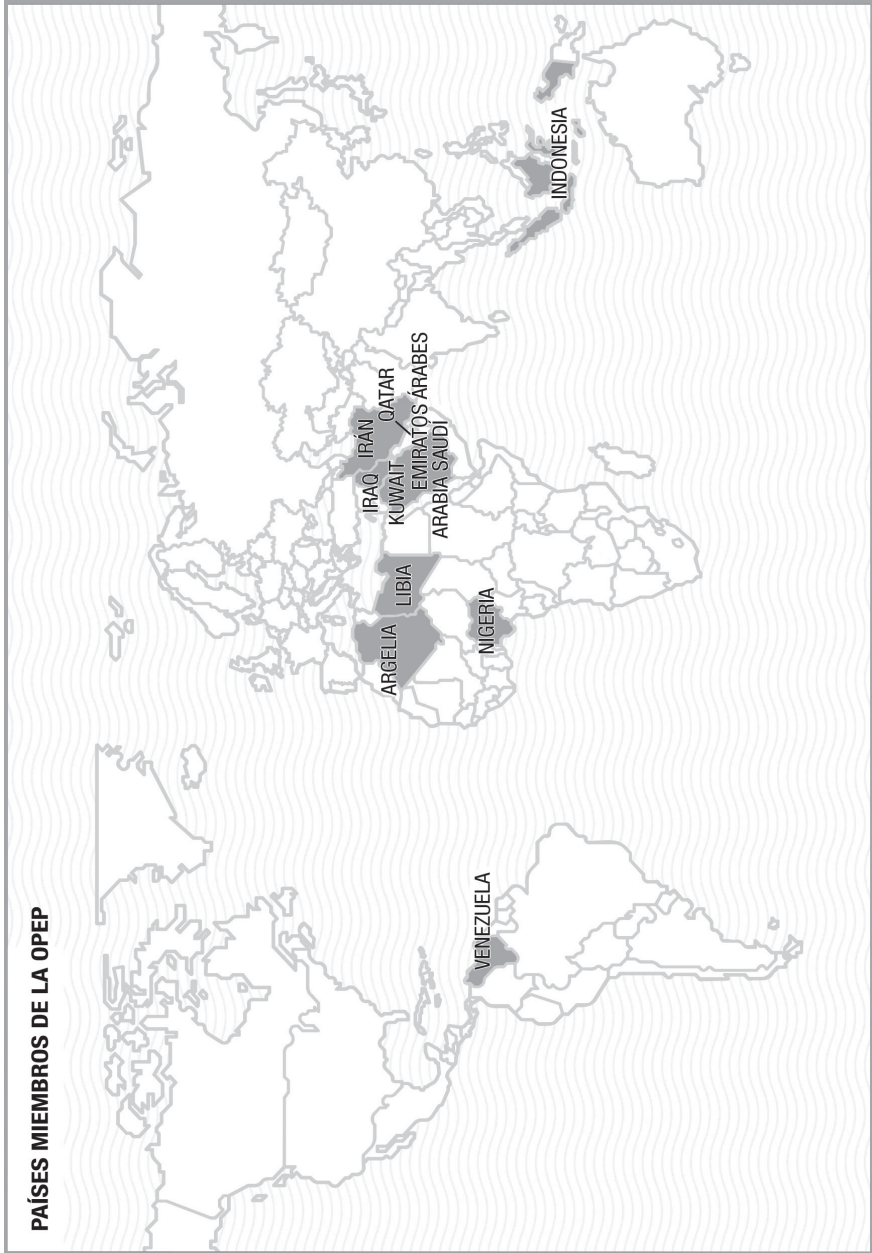 PAÍSES MIEMBROS DE LA OPEP
VENEZUELA
ARGELIA
LIBIA
NIGERIA
IRAQ
IRÁN
KUWAIT
QATAR
EMIRATOS ÁRABES
ARABIA SAUDÍ
INDONESIA